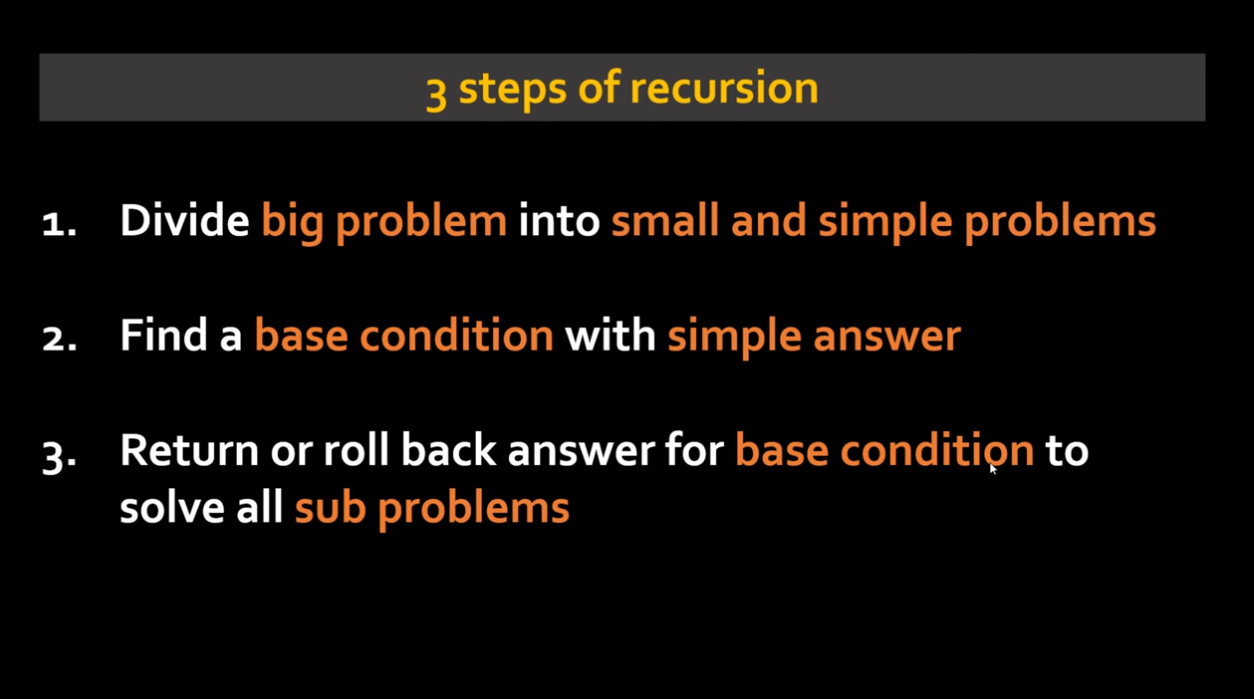 3 steps of recursion
1. Divide big problem into small and simple problems
2. Find a base condition with simple answer
3. Return or roll back answer for base condition to
solve all sub problems